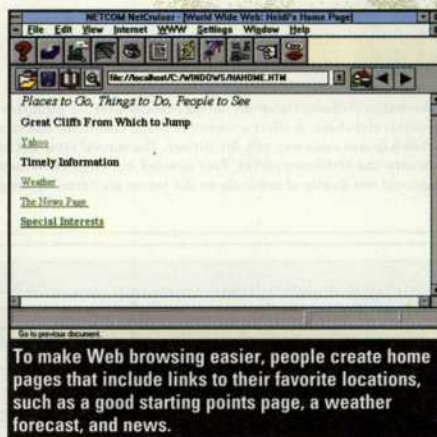 NETCOM NetCruiser - [World Wide Web: Heidi's Home Page]
File Edit View Internet WWW Settings Window Help
file://localhost/C:/WINDOWS/HAHOME.HTM
Places to Go, Things to Do, People to See
Great Cliffs From Which to Jump
Yahoo
Timely Information
Weather
The News Page
Special Interests
Go to previous document.
To make Web browsing easier, people create home
pages that include links to their favorite locations,
such as a good starting points page, a weather
forecast, and news.